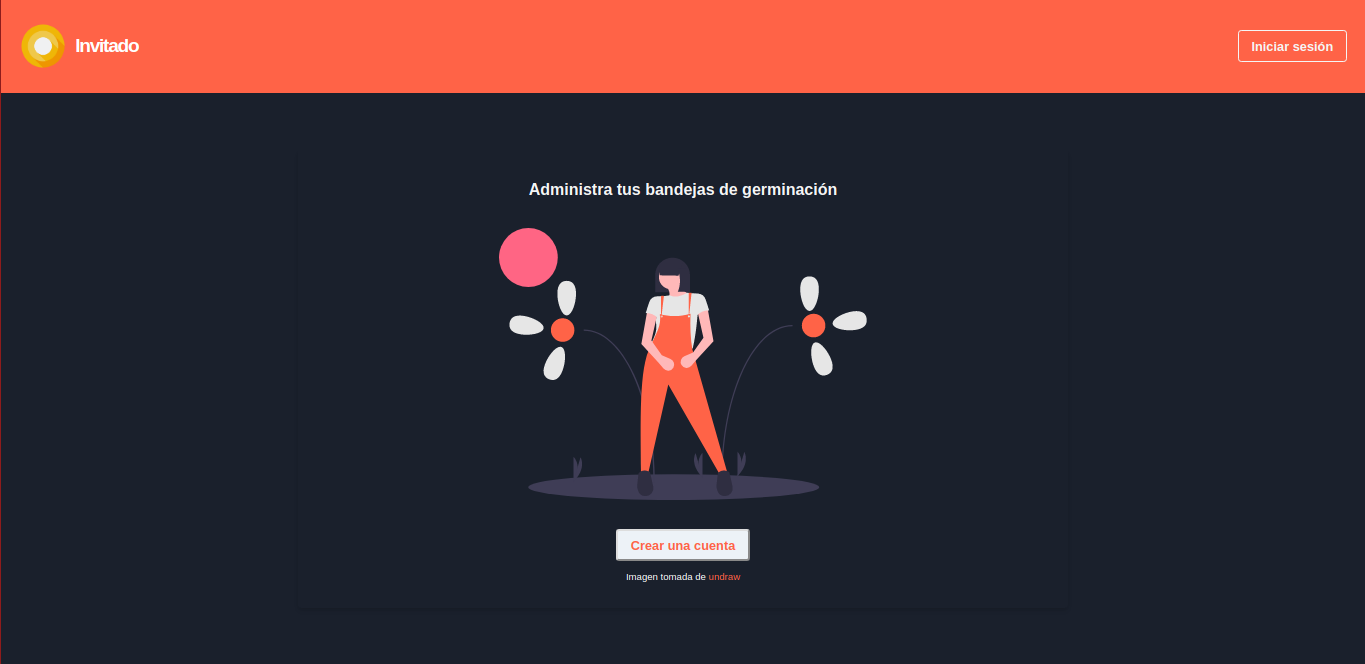 Invitado
Iniciar sesión
Administra tus bandejas de germinación
Crear una cuenta
Imagen tomada de undraw